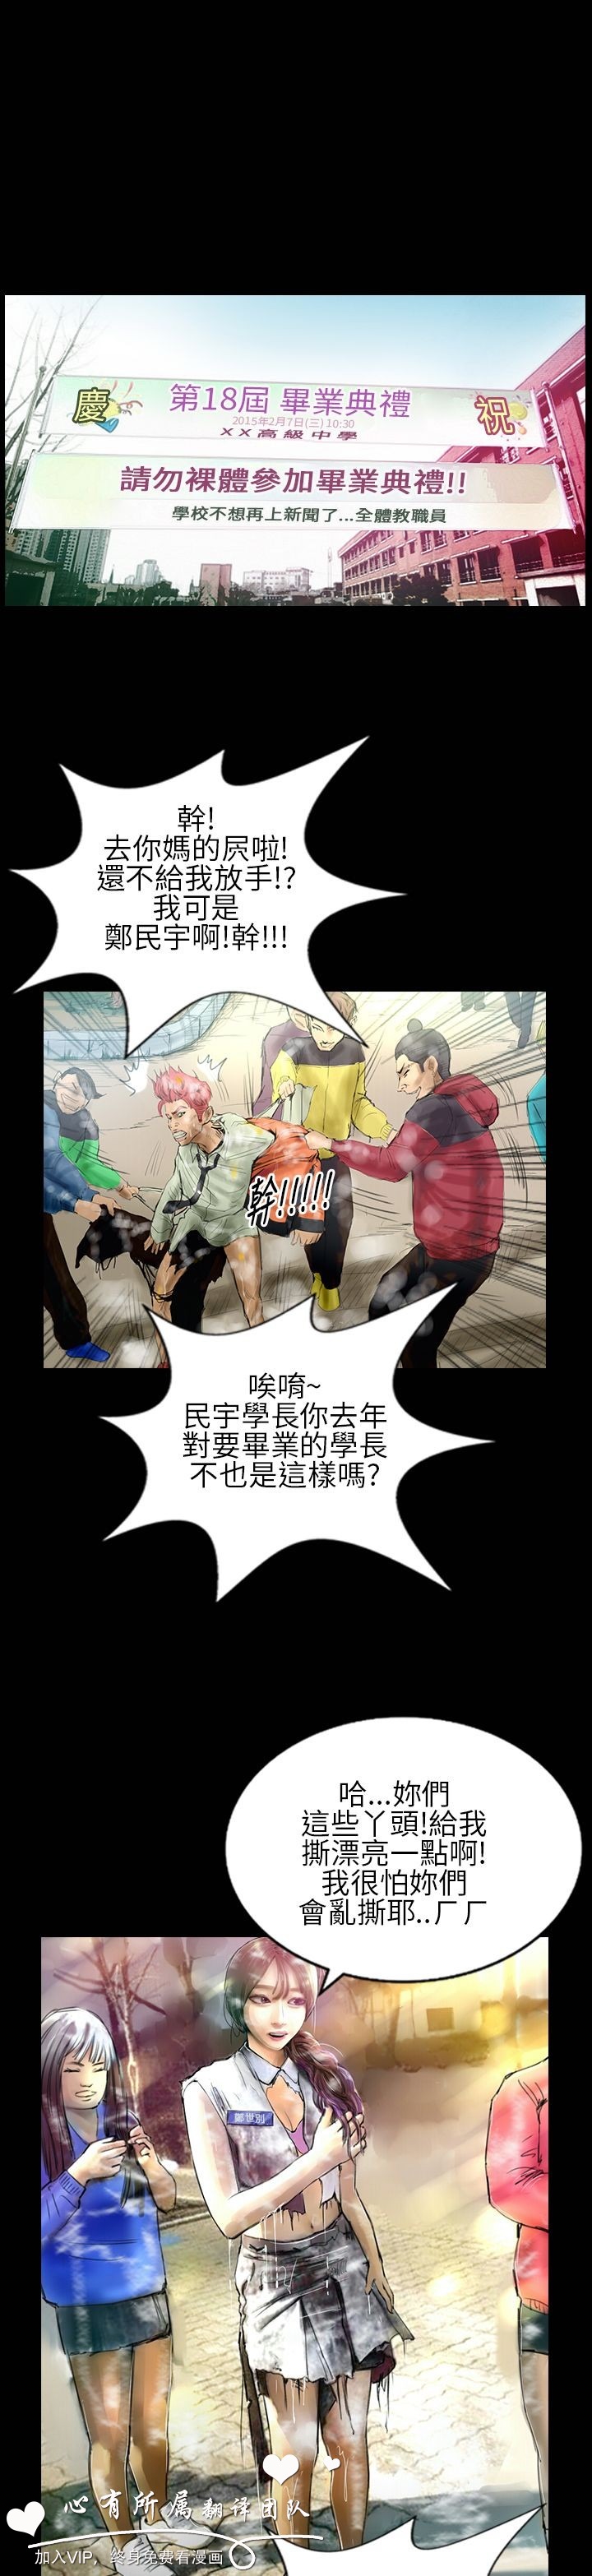 慶
第18屆 畢業典禮
2015年2月7日(三) 10:30
XX高級中學
祝
請勿裸體參加畢業典禮!!
學校不想再上新聞了...全體教職員
幹!
去你媽的屄啦!
還不給我放手!?
我可是
鄭民宇啊!幹!!!
幹!!!!!
唉唷~
民宇學長你去年
對要畢業的學長
不也是這樣嗎?
哈...妳們
這些丫頭!給我
撕漂亮一點啊!
我很怕妳們
會亂撕耶..厂厂
鄭世別
心有所属翻译团队
加入VIP，终身免费看漫画